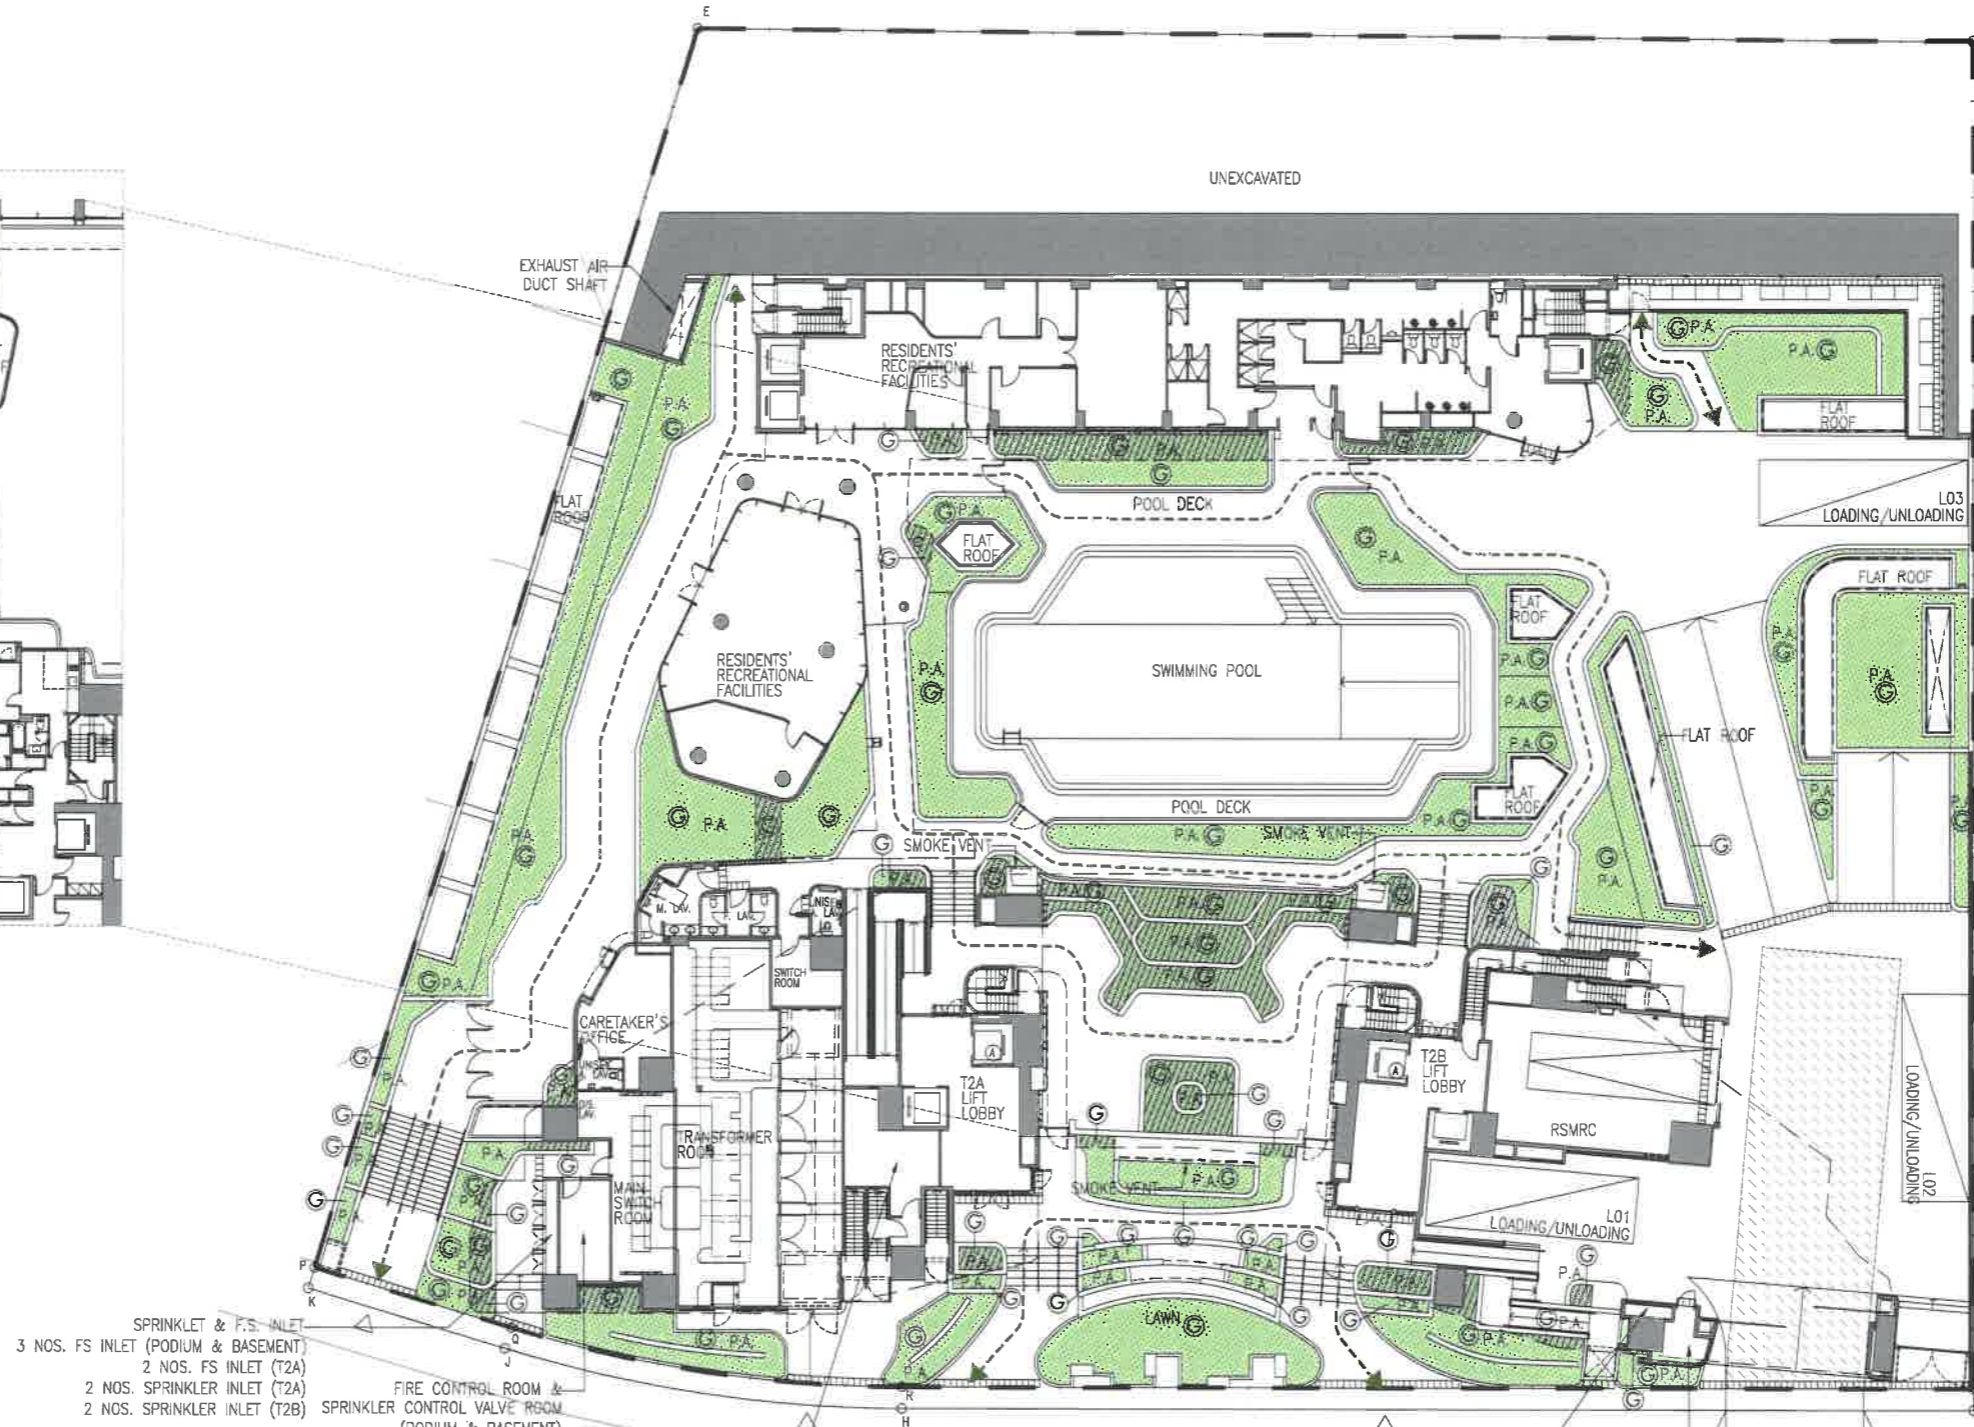 E
UNEXCAVATED
EXHAUST AIR
DUCT SHAFT
RESIDENTS'
RECREATIONAL
FACILITIES
G P.A.
P.A. G
G
P.A.
G
G
P.A.
FLAT
ROOF
G
P.A.
G
P.A.
G
G
P.A.
L03
LOADING/UNLOADING
FLAT
ROOF
POOL DECK
G P.A.
FLAT
ROOF
G
G
P.A.
FLAT ROOF
FLAT
ROOF
P.A.
G
RESIDENTS'
RECREATIONAL
FACILITIES
P.A.
G
SWIMMING POOL
P.A. G
P.A. G
P.A. G
P.A.
G
FLAT ROOF
FLAT
ROOF
POOL DECK
P.A. G
SMOKE VENT
P.A. G
P.A.
G
G
P.A.
G
G
P.A.
G
G
SMOKE VENT
G
G
P.A.
P.A.
G
P.A. G
P.A. G
P.A. G
P.A. G
G
M. LAV.
F. LAV.
SWITCH
ROOM
G P.A.
CARETAKER'S
OFFICE
G
P.A.
A
T2A
LIFT
LOBBY
A
T2B
LIFT
LOBBY
G
P.A.
P.A.
G
G
G
RSMRC
LOADING/UNLOADING
L02
G
G
G
TRANSFORMER
ROOM
MAIN
SWITCH
ROOM
P.A.
G
G
SMOKE VENT
P.A. G
L01
LOADING/UNLOADING
G
G
G
G
G
G
G
P.A.
G
P.A.
P.A.
P.A.
P.A.
P.A.
P.A.
G
G
G
G
LAWN G
P
K
G
G P.A.
G
P.A.
G P.A.
G P.A.
G P.A.
G
Q
J
R
H
SPRINKLET & F.S. INLET
3 NOS. FS INLET (PODIUM & BASEMENT)
2 NOS. FS INLET (T2A)
2 NOS. SPRINKLER INLET (T2A)
2 NOS. SPRINKLER INLET (T2B)
FIRE CONTROL ROOM &
SPRINKLER CONTROL VALVE ROOM
(PODIUM & BASEMENT)